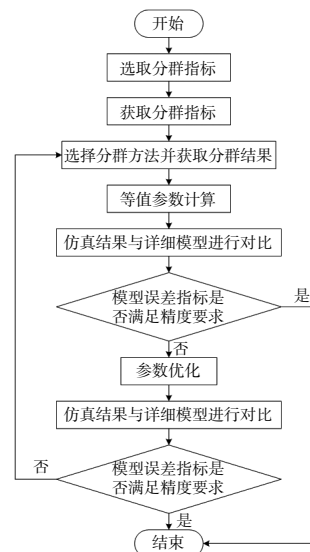 开始
选取分群指标
获取分群指标
选择分群方法并获取分群结果
等值参数计算
仿真结果与详细模型进行对比
模型误差指标是
否满足精度要求
是
否
参数优化
仿真结果与详细模型进行对比
否
模型误差指标是
否满足精度要求
是
结束